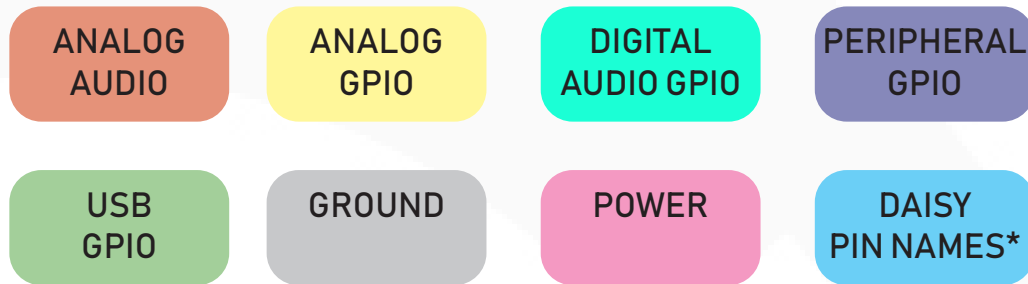 ANALOG
AUDIO
ANALOG
GPIO
DIGITAL
AUDIO GPIO
PERIPHERAL
GPIO
USB
GPIO
GROUND
POWER
DAISY
PIN NAMES*